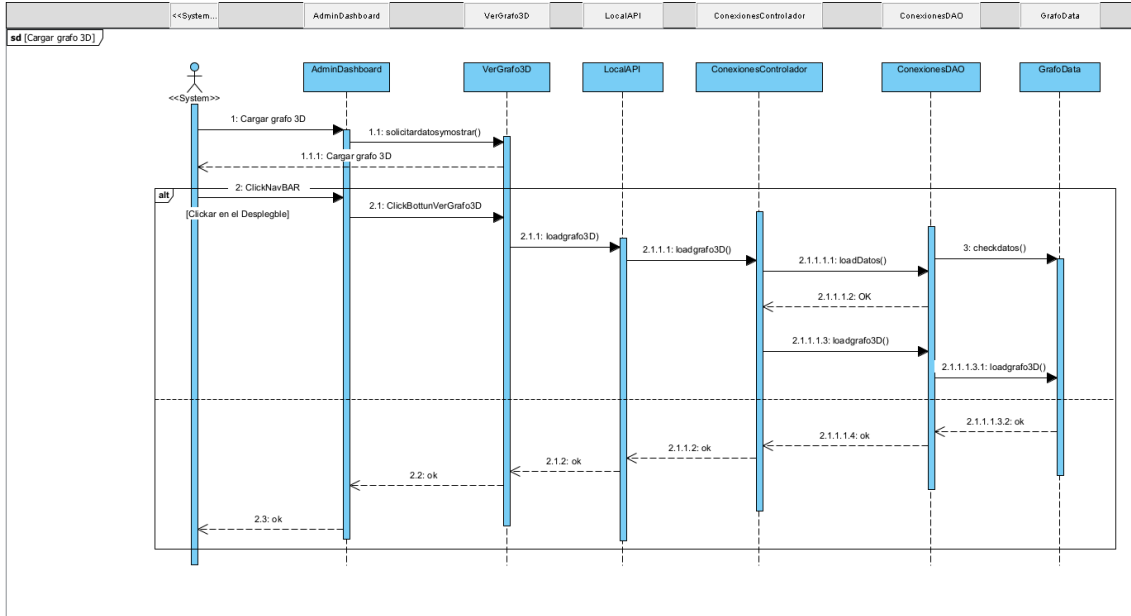 <<System...
AdminDashboard
VerGrafo3D
LocalAPI
ConexionesControlador
ConexionesDAO
GrafoData
sd [Cargar grafo 3D]
AdminDashboard
VerGrafo3D
LocalAPI
ConexionesControlador
ConexionesDAO
GrafoData
<<System>>
1: Cargar grafo 3D
1.1: solicitardatosymostrar()
1.1.1: Cargar grafo 3D
alt
2: ClickNavBAR
[Clickar en el Desplegble]
2.1: ClickBottunVerGrafo3D
2.1.1: loadgrafo3D)
2.1.1.1: loadgrafo3D()
3: checkdatos()
2.1.1.1.1: loadDatos()
2.1.1.1.2: OK
2.1.1.1.3: loadgrafo3D()
2.1.1.1.3.1: loadgrafo3D()
2.1.1.1.3.2: ok
2.1.1.1.4: ok
2.1.1.2: ok
2.1.2: ok
2.2: ok
2.3: ok